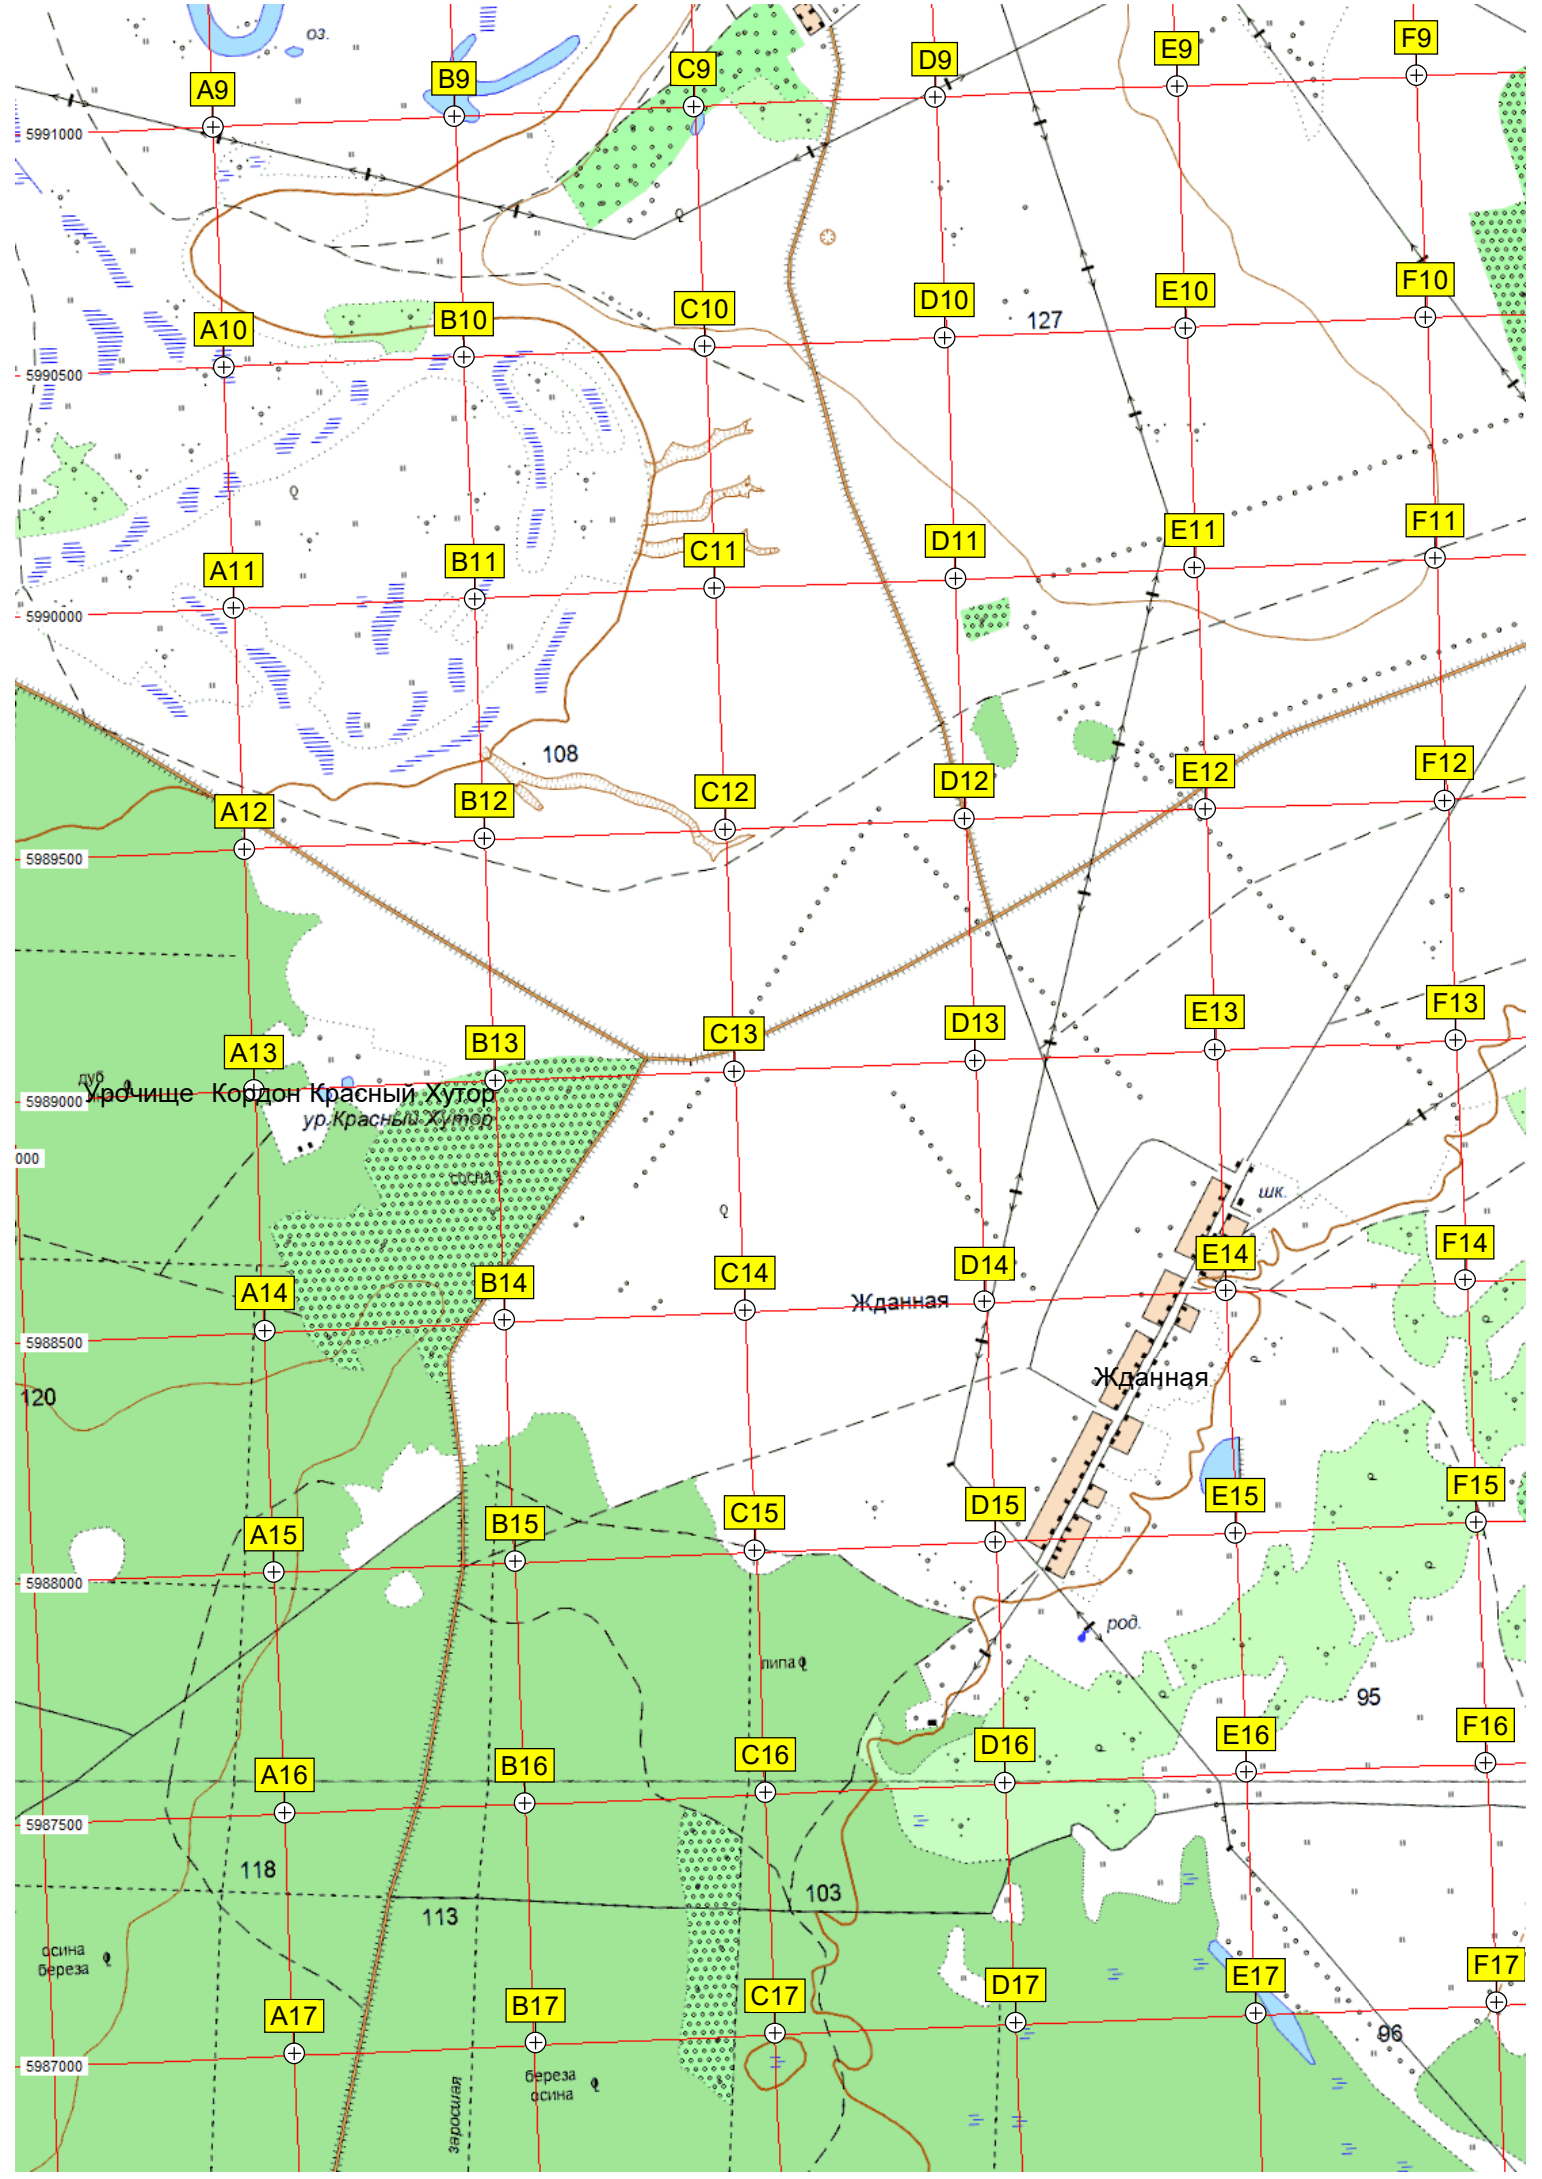 оз.
A9 B9 C9 D9 E9 F9
5991000
A10 B10 C10 D10 E10 F10
127
5990500
A11 B11 C11 D11 E11 F11
5990000
108
A12 B12 C12 D12 E12 F12
5989500
A13 B13 C13 D13 E13 F13
дуб
5989000
Урочище Кордон Красный Хутор
ур.Красный Хутор
000
сосна
шк.
A14 B14 C14 D14 E14 F14
Жданная
5988500
Жданная
120
A15 B15 C15 D15 E15 F15
5988000
род.
липа
95
A16 B16 C16 D16 E16 F16
5987500
118
103
113
осина
береза
A17 B17 C17 D17 E17 F17
96
5987000
береза
осина
заросшая